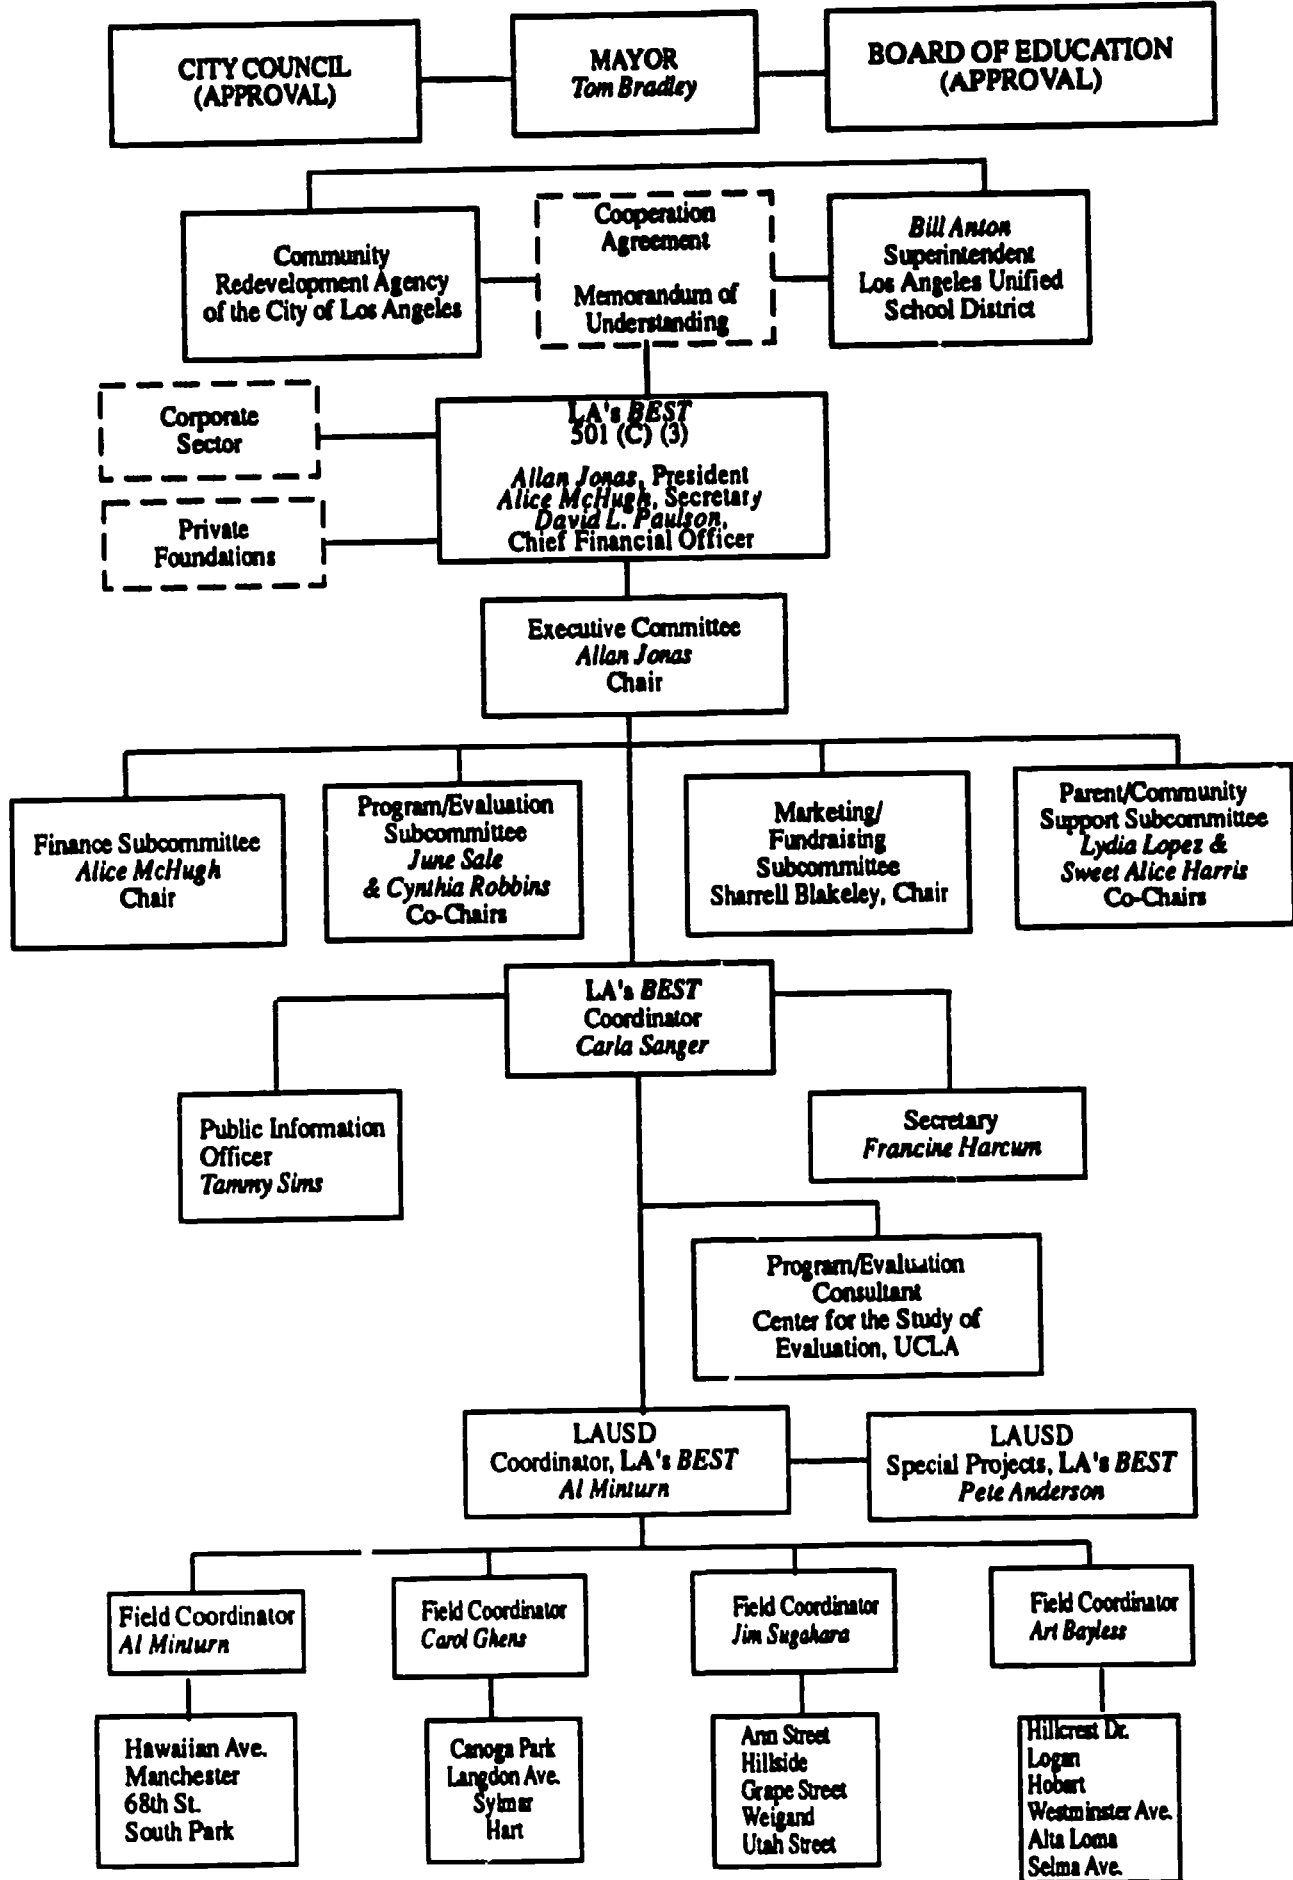 CITY COUNCIL
(APPROVAL)
MAYOR
Tom Bradley
BOARD OF EDUCATION
(APPROVAL)
Community
Redevelopment Agency
of the City of Los Angeles
Cooperation
Agreement
Memorandum of
Understanding
Bill Anton
Superintendent
Los Angeles Unified
School District
Corporate
Sector
Private
Foundations
LA's BEST
501 (C) (3)
Allan Jonas, President
Alice McHugh, Secretary
David L. Paulson,
Chief Financial Officer
Executive Committee
Allan Jonas
Chair
Finance Subcommittee
Alice McHugh
Chair
Program/Evaluation
Subcommittee
June Sale
& Cynthia Robbins
Co-Chairs
Marketing/
Fundraising
Subcommittee
Sharrell Blakeley, Chair
Parent/Community
Support Subcommittee
Lydia Lopez &
Sweet Alice Harris
Co-Chairs
LA's BEST
Coordinator
Carla Sanger
Public Information
Officer
Tammy Sims
Secretary
Francine Harcum
Program/Evaluation
Consultant
Center for the Study of
Evaluation, UCLA
LAUSD
Coordinator, LA's BEST
Al Minturn
LAUSD
Special Projects, LA's BEST
Pete Anderson
Field Coordinator
Al Minturn
Field Coordinator
Carol Ghens
Field Coordinator
Jim Sugahara
Field Coordinator
Art Bayless
Hawaiian Ave.
Manchester
68th St.
South Park
Canoga Park
Langdon Ave.
Sylmar
Hart
Ann Street
Hillside
Grape Street
Weigand
Utah Street
Hillcrest Dr.
Logan
Hobart
Westminster Ave.
Alta Loma
Selma Ave.